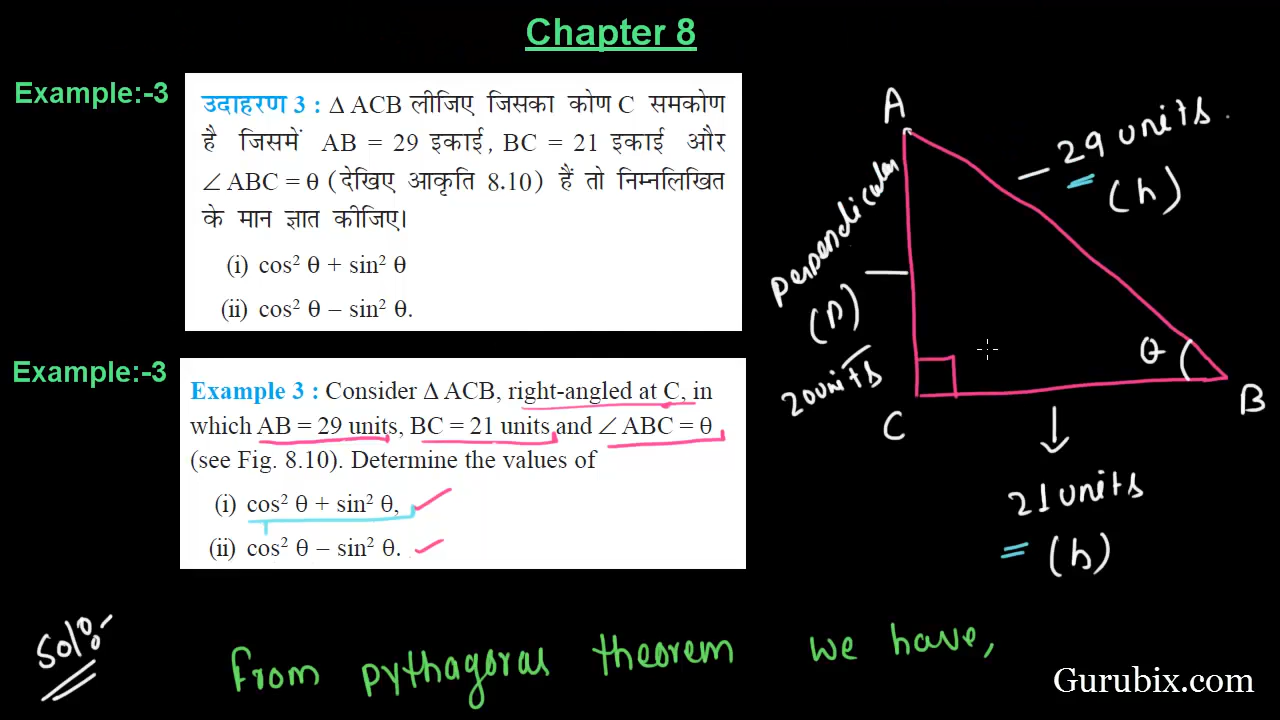 Chapter 8
Example:-3
उदाहरण 3 : Δ ACB लीजिए जिसका कोण C समकोण
है जिसमें AB = 29 इकाई, BC = 21 इकाई और
∠ ABC = θ (देखिए आकृति 8.10) हैं तो निम्नलिखित
के मान ज्ञात कीजिए।
(i) cos² θ + sin² θ
(ii) cos² θ − sin² θ.
Example:-3
Example 3 : Consider Δ ACB, right-angled at C, in
which AB = 29 units, BC = 21 units and ∠ ABC = θ
(see Fig. 8.10). Determine the values of
(i) cos² θ + sin² θ,
(ii) cos² θ − sin² θ.
A
29 units
(h)
perpendicular
(p)
20units
θ
C
B
21 units
(b)
Sol%:-
From pythagoras theorem we have,
Gurubix.com